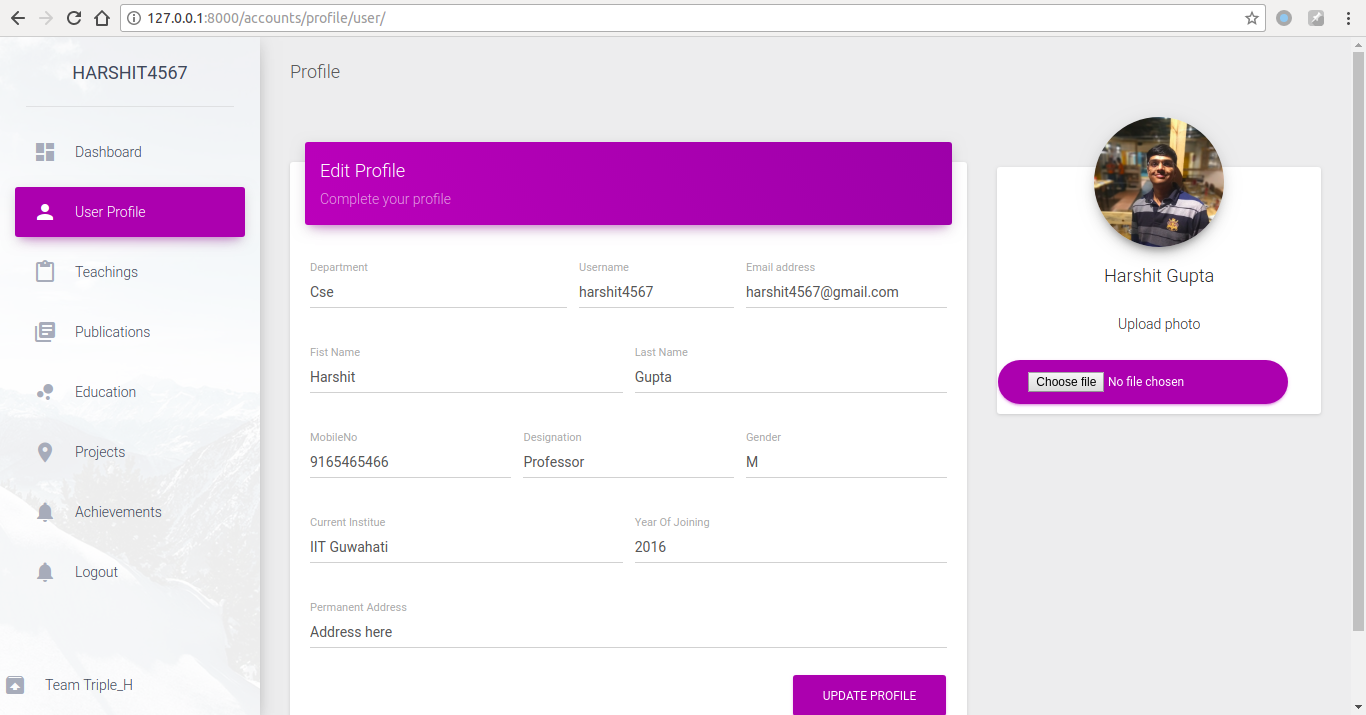 127.0.0.1:8000/accounts/profile/user/
HARSHIT4567
Dashboard
User Profile
Teachings
Publications
Education
Projects
Achievements
Logout
Team Triple_H
Profile
Edit Profile
Complete your profile
Department Username Email address
Cse harshit4567 harshit4567@gmail.com
Fist Name Last Name
Harshit Gupta
MobileNo Designation Gender
9165465466 Professor M
Current Institue Year Of Joining
IIT Guwahati 2016
Permanent Address
Address here
UPDATE PROFILE
Harshit Gupta
Upload photo
Choose file No file chosen